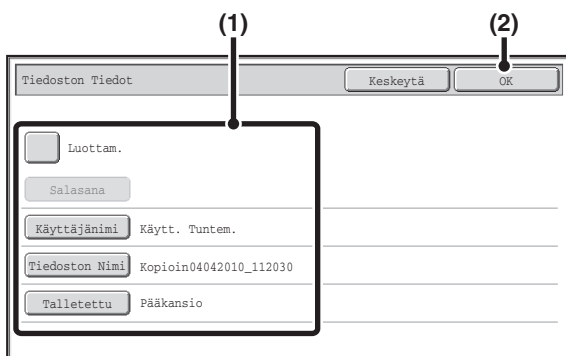 (1) (2)
Tiedoston Tiedot Keskeytä OK
Luottam.
Salasana
Käyttäjänimi Käytt. Tuntem.
Tiedoston Nimi Kopioin04042010_112030
Talletettu Pääkansio